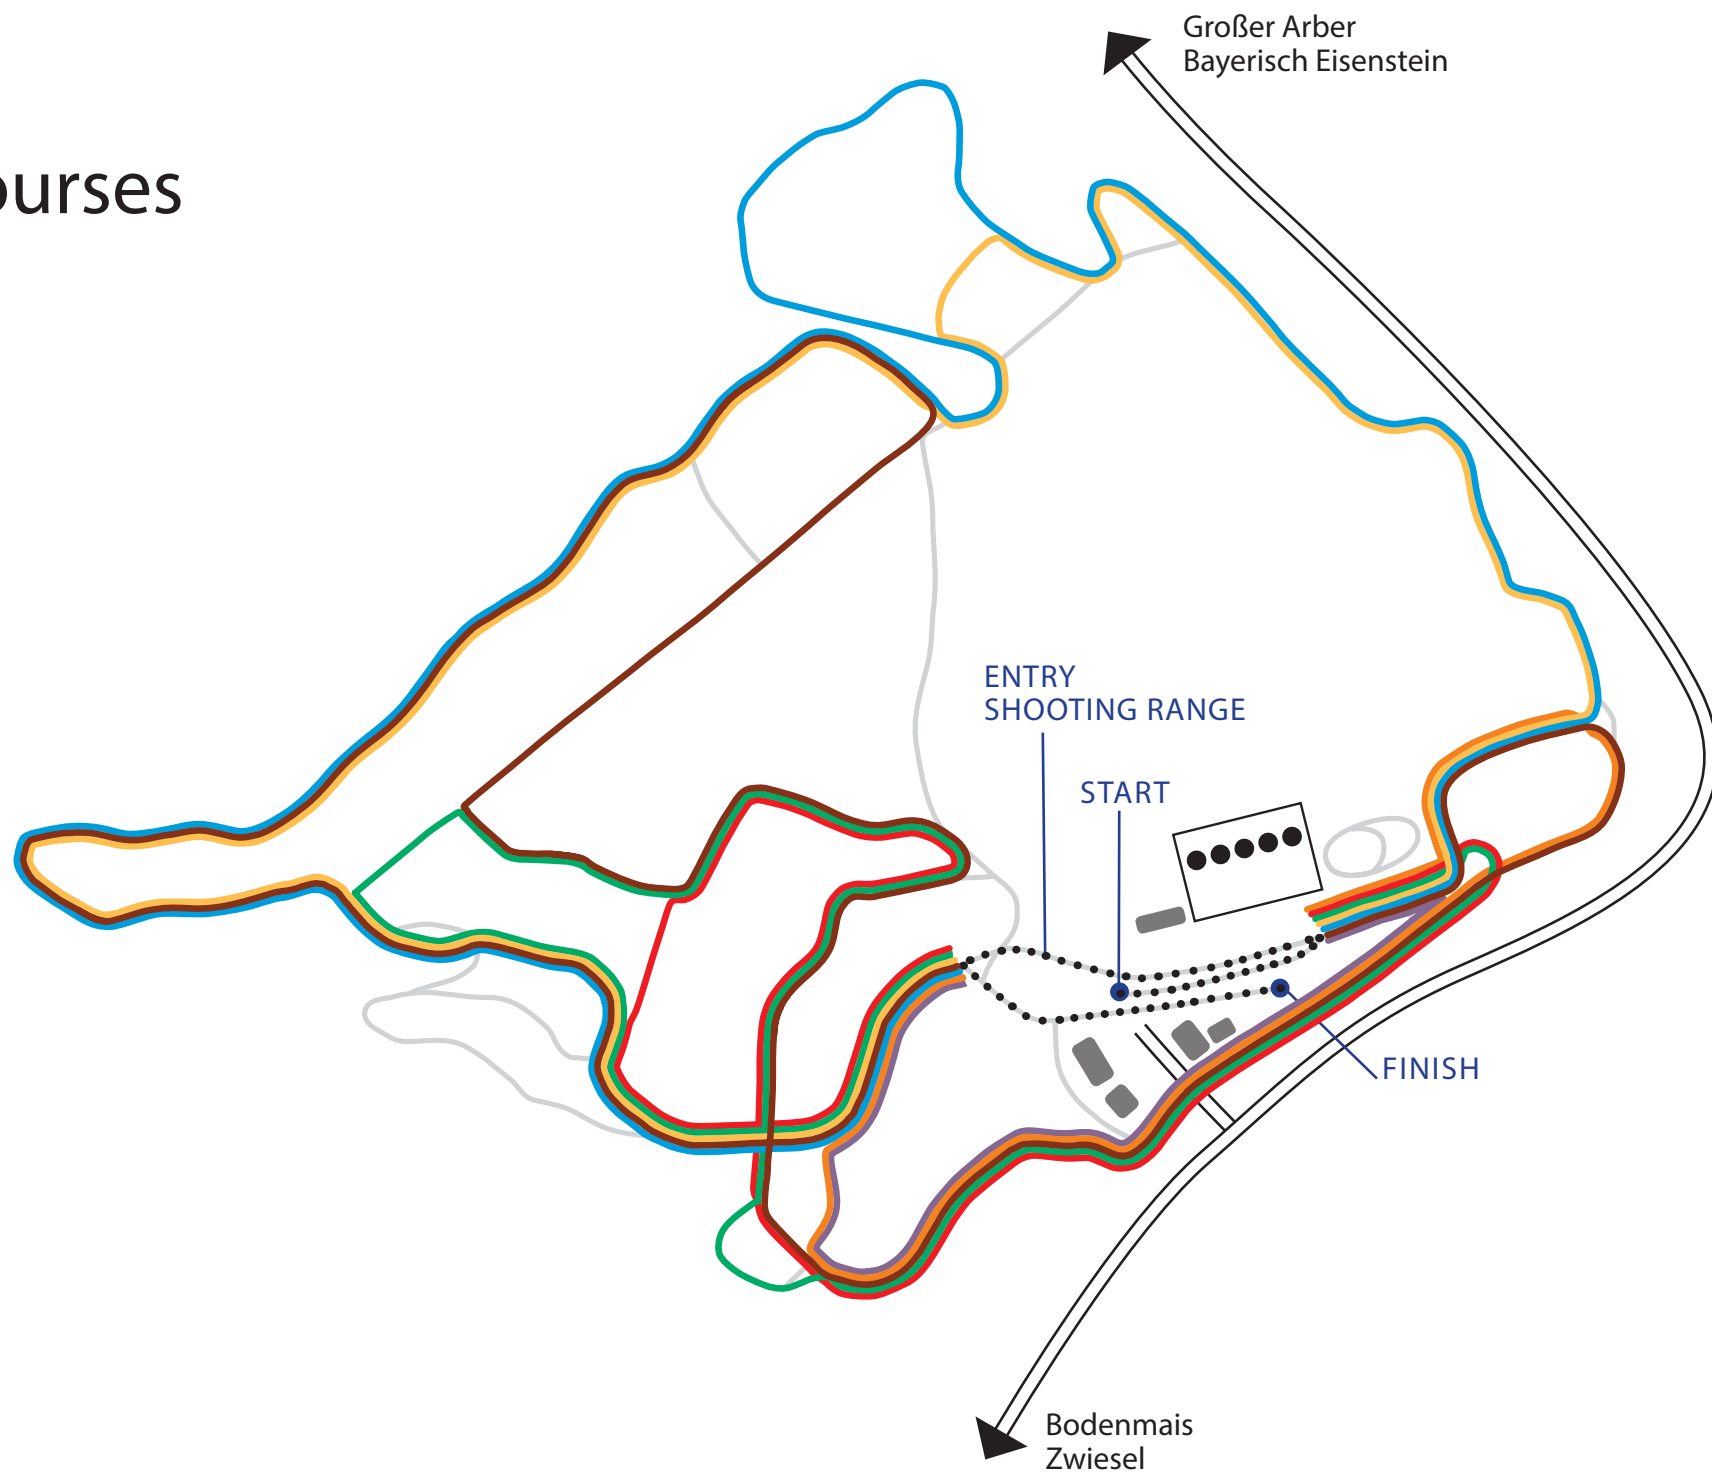 Großer Arber
Bayerisch Eisenstein
ourses
ENTRY
SHOOTING RANGE
START
FINISH
Bodenmais
Zwiesel